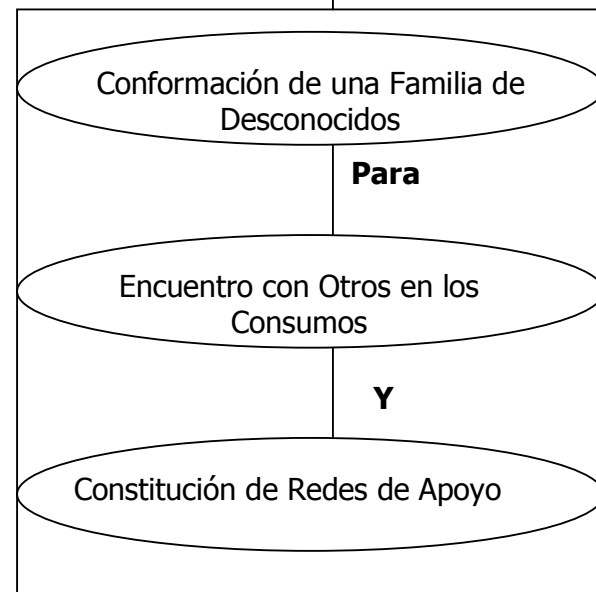 Conformación de una Familia de
Desconocidos
Para
Encuentro con Otros en los
Consumos
Y
Constitución de Redes de Apoyo